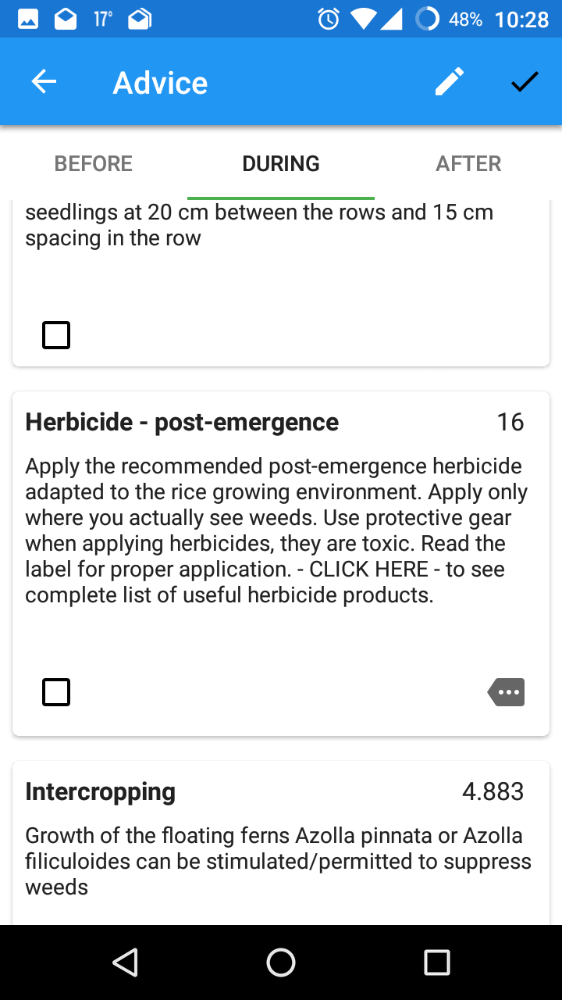 17° 48% 10:28
Advice
BEFORE DURING AFTER
seedlings at 20 cm between the rows and 15 cm
spacing in the row
Herbicide - post-emergence 16
Apply the recommended post-emergence herbicide
adapted to the rice growing environment. Apply only
where you actually see weeds. Use protective gear
when applying herbicides, they are toxic. Read the
label for proper application. - CLICK HERE - to see
complete list of useful herbicide products.
Intercropping 4.883
Growth of the floating ferns Azolla pinnata or Azolla
filiculoides can be stimulated/permitted to suppress
weeds